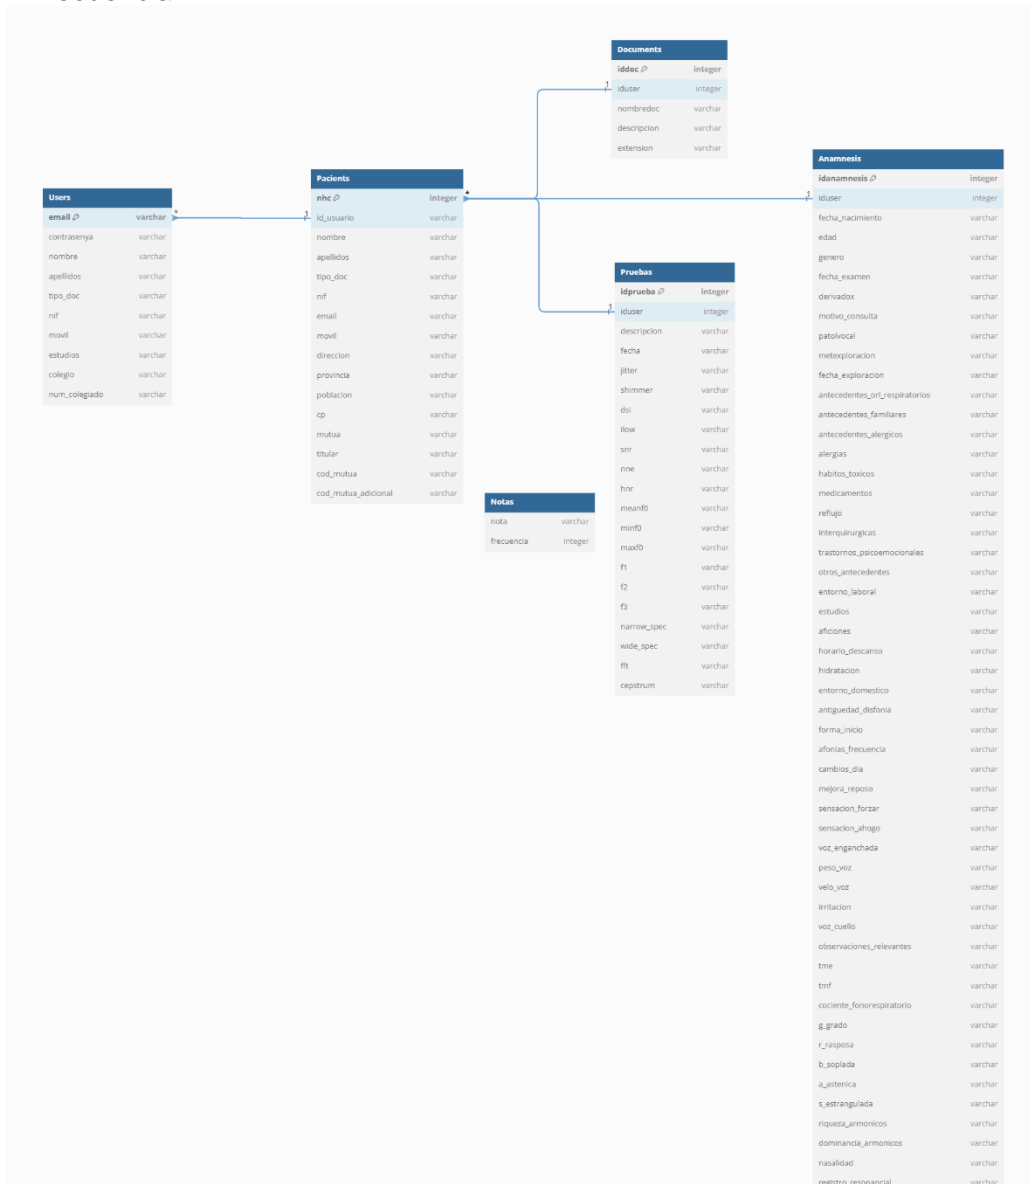 Documents
iddoc integer
iduser integer
nombredoc varchar
descripcion varchar
extension varchar
Users
email varchar
contrasenya varchar
nombre varchar
apellidos varchar
tipo_doc varchar
nif varchar
movil varchar
estudios varchar
colegio varchar
num_colegiado varchar
*
1
Pacients
nhc integer
id_usuario varchar
nombre varchar
apellidos varchar
tipo_doc varchar
nif varchar
email varchar
movil varchar
direccion varchar
provincia varchar
poblacion varchar
cp varchar
mutua varchar
titular varchar
cod_mutua varchar
cod_mutua_adicional varchar
*
1
1
1
Notas
nota varchar
frecuencia integer
Pruebas
idprueba integer
iduser integer
descripcion varchar
fecha varchar
jitter varchar
shimmer varchar
dsi varchar
ilow varchar
snr varchar
nne varchar
hnr varchar
meanf0 varchar
minf0 varchar
maxf0 varchar
f1 varchar
f2 varchar
f3 varchar
narrow_spec varchar
wide_spec varchar
fft varchar
cepstrum varchar
Anamnesis
idanamnesis integer
iduser integer
fecha_nacimiento varchar
edad varchar
genero varchar
fecha_examen varchar
derivadox varchar
motivo_consulta varchar
patolvocal varchar
metexploracion varchar
fecha_exploracion varchar
antecedentes_orl_respiratorios varchar
antecedentes_familiares varchar
antecedentes_alergicos varchar
alergias varchar
habitos_toxicos varchar
medicamentos varchar
reflujo varchar
interquirurgicas varchar
trastornos_psicoemocionales varchar
otros_antecedentes varchar
entorno_laboral varchar
estudios varchar
aficiones varchar
horario_descanso varchar
hidratacion varchar
entorno_domestico varchar
antiguedad_disfonia varchar
forma_inicio varchar
afonias_frecuencia varchar
cambios_dia varchar
mejora_reposo varchar
sensacion_forzar varchar
sensacion_ahogo varchar
voz_enganchada varchar
peso_voz varchar
velo_voz varchar
irritacion varchar
voz_cuello varchar
observaciones_relevantes varchar
tme varchar
tmf varchar
cociente_fonorespiratorio varchar
g_grado varchar
r_rasposa varchar
b_soplada varchar
a_astenica varchar
s_estrangulada varchar
riqueza_armonicos varchar
dominancia_armonicos varchar
nasalidad varchar
registro_resonancial varchar